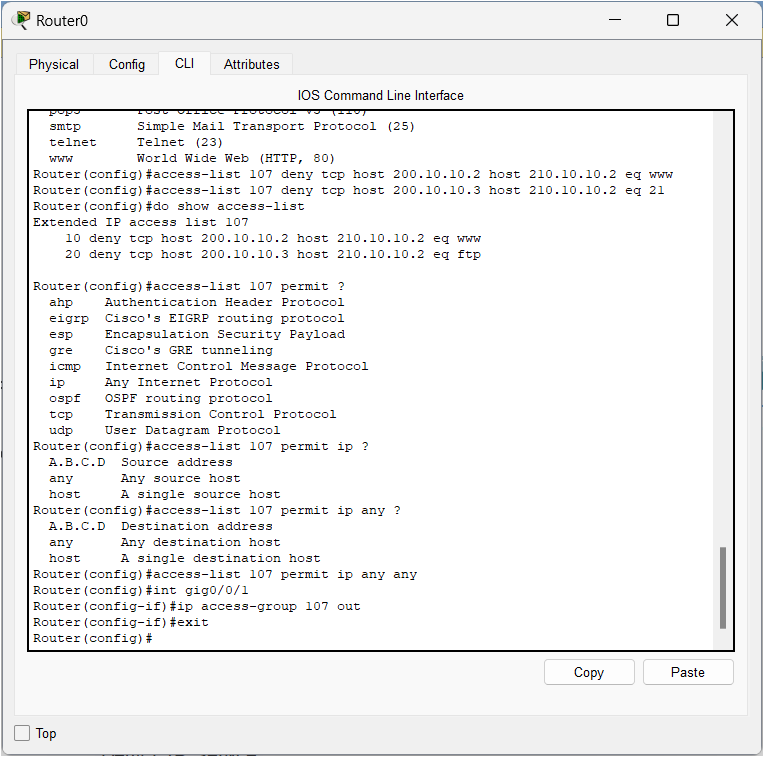 Router0
Physical Config CLI Attributes
IOS Command Line Interface
pops Post Office Protocol v3 (110)
smtp Simple Mail Transport Protocol (25)
telnet Telnet (23)
www World Wide Web (HTTP, 80)
Router(config)#access-list 107 deny tcp host 200.10.10.2 host 210.10.10.2 eq www
Router(config)#access-list 107 deny tcp host 200.10.10.3 host 210.10.10.2 eq 21
Router(config)#do show access-list
Extended IP access list 107
10 deny tcp host 200.10.10.2 host 210.10.10.2 eq www
20 deny tcp host 200.10.10.3 host 210.10.10.2 eq ftp
Router(config)#access-list 107 permit ?
ahp Authentication Header Protocol
eigrp Cisco's EIGRP routing protocol
esp Encapsulation Security Payload
gre Cisco's GRE tunneling
icmp Internet Control Message Protocol
ip Any Internet Protocol
ospf OSPF routing protocol
tcp Transmission Control Protocol
udp User Datagram Protocol
Router(config)#access-list 107 permit ip ?
A.B.C.D Source address
any Any source host
host A single source host
Router(config)#access-list 107 permit ip any ?
A.B.C.D Destination address
any Any destination host
host A single destination host
Router(config)#access-list 107 permit ip any any
Router(config)#int gig0/0/1
Router(config-if)#ip access-group 107 out
Router(config-if)#exit
Router(config)#
Copy Paste
Top